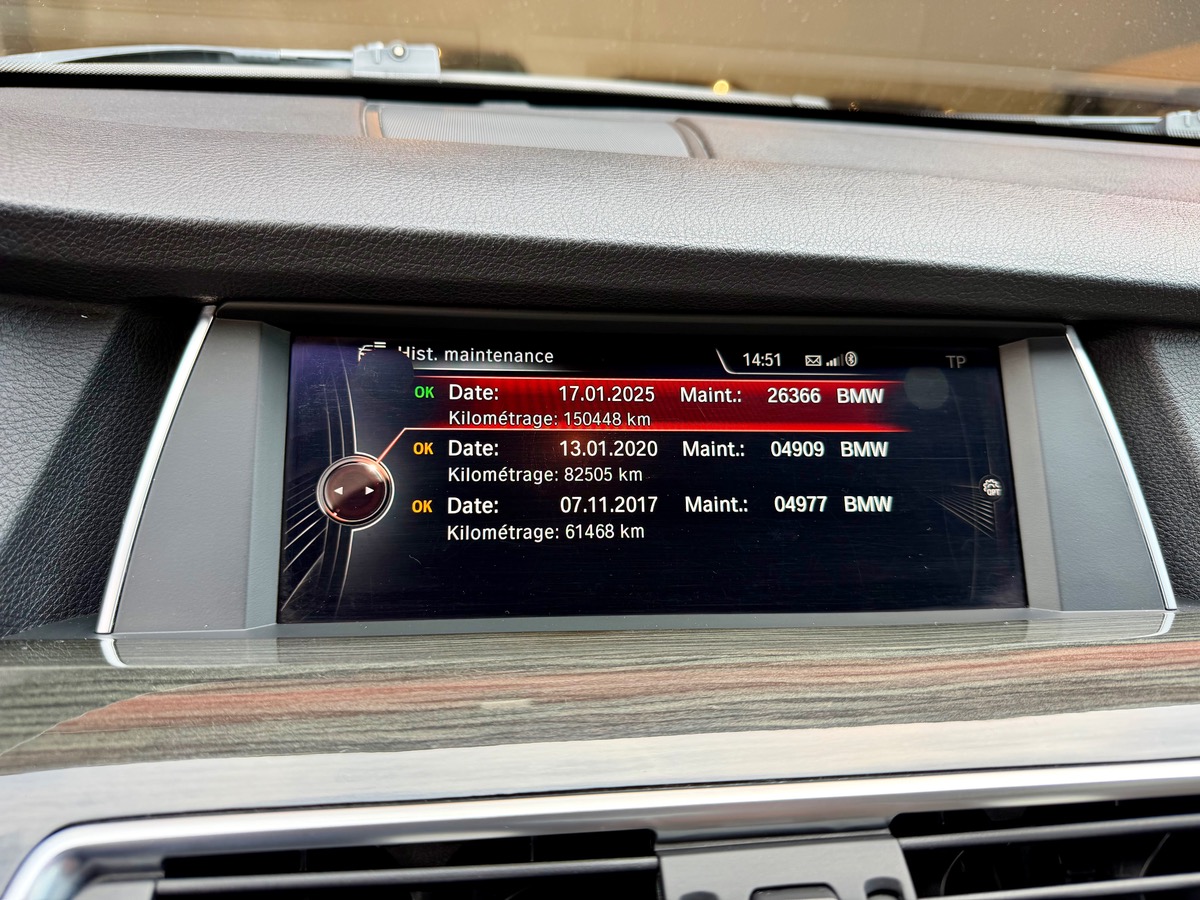 Hist. maintenance 14:51 TP
OK Date: 17.01.2025 Maint.: 26366 BMW
Kilométrage: 150448 km
OK Date: 13.01.2020 Maint.: 04909 BMW
Kilométrage: 82505 km
OFF
OK Date: 07.11.2017 Maint.: 04977 BMW
Kilométrage: 61468 km